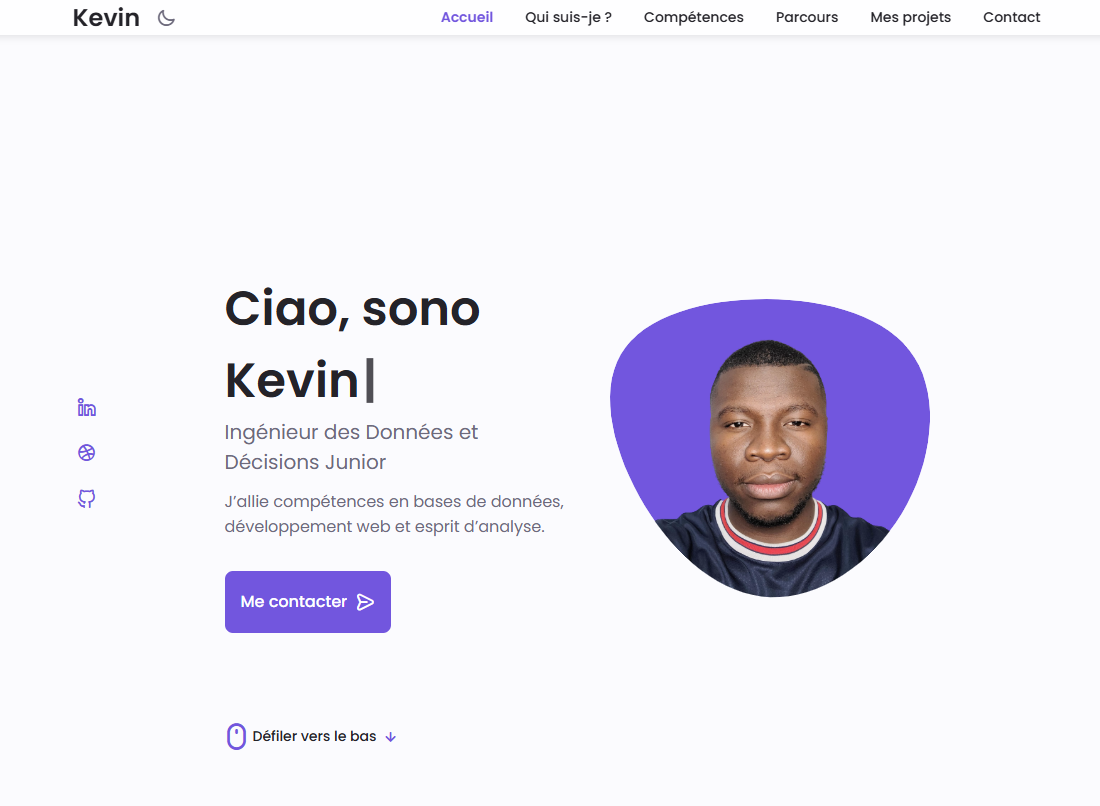 Kevin
Accueil Qui suis-je ? Compétences Parcours Mes projets Contact
Ciao, sono
Kevin|
Ingénieur des Données et
Décisions Junior
J’allie compétences en bases de données,
développement web et esprit d’analyse.
Me contacter
Défiler vers le bas